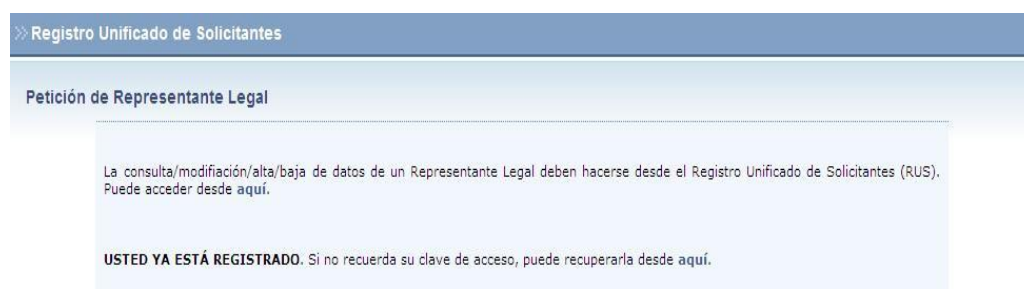 » Registro Unificado de Solicitantes
Petición de Representante Legal
La consulta/modifiación/alta/baja de datos de un Representante Legal deben hacerse desde el Registro Unificado de Solicitantes (RUS).
Puede acceder desde aquí.
USTED YA ESTÁ REGISTRADO. Si no recuerda su clave de acceso, puede recuperarla desde aquí.